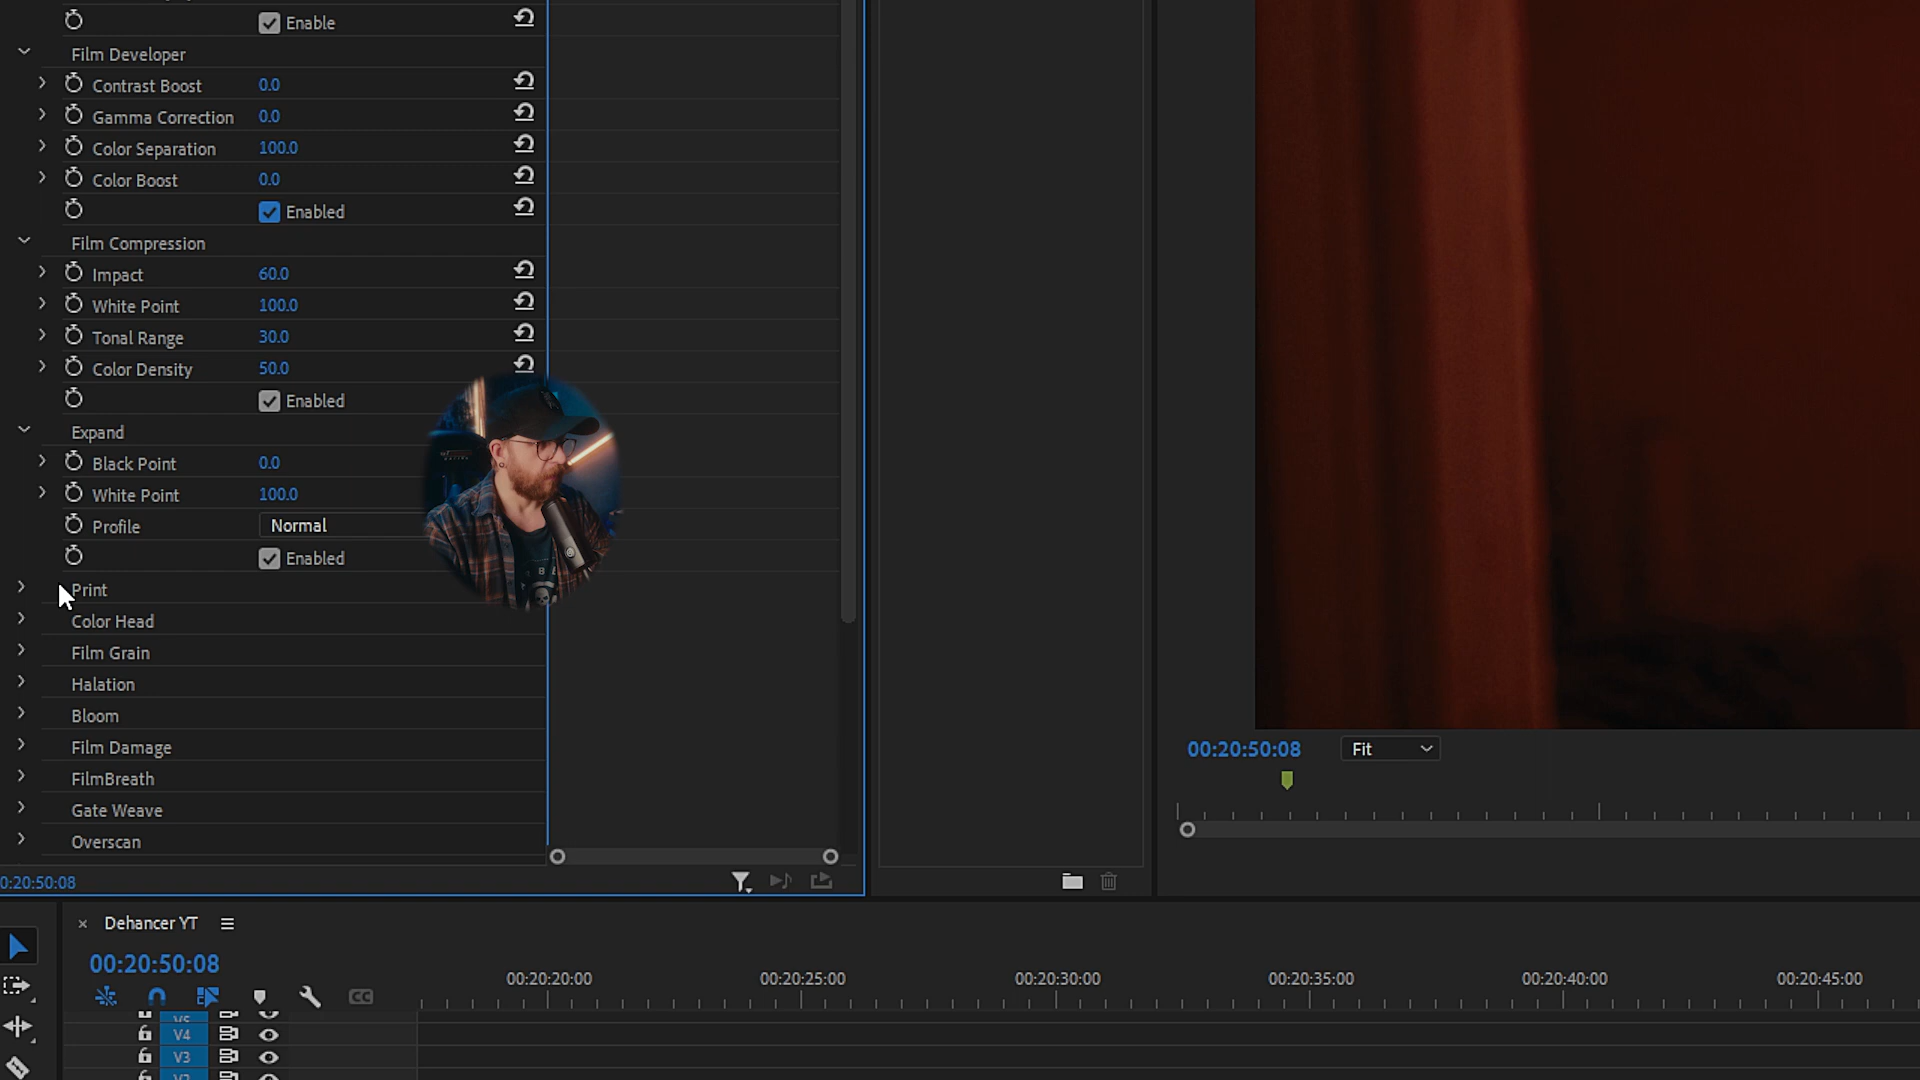 Enable
Film Developer
Contrast Boost 0.0
Gamma Correction 0.0
Color Separation 100.0
Color Boost 0.0
Enabled
Film Compression
Impact 60.0
White Point 100.0
Tonal Range 30.0
Color Density 50.0
Enabled
Expand
Black Point 0.0
White Point 100.0
Profile Normal
Enabled
Print
Color Head
Film Grain
Halation
Bloom
Film Damage
FilmBreath
Gate Weave
Overscan
0:20:50:08
00:20:50:08 Fit
× Dehancer YT
00:20:50:08
00:20:20:00 00:20:25:00 00:20:30:00 00:20:35:00 00:20:40:00 00:20:45:00
CC
V5
V4
V3